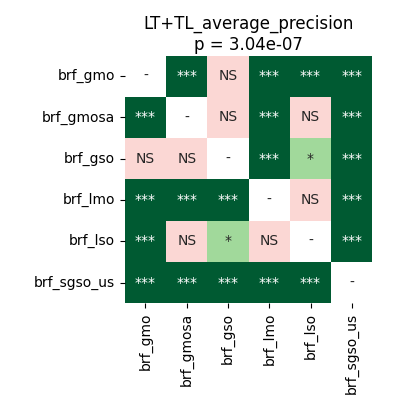 LT+TL_average_precision
p = 3.04e-07
brf_gmo - *** NS *** *** ***
brf_gmosa *** - NS *** NS ***
brf_gso NS NS - *** * ***
brf_lmo *** *** *** - NS ***
brf_lso *** NS * NS - ***
brf_sgso_us *** *** *** *** *** -
brf_gmo brf_gmosa brf_gso brf_lmo brf_lso brf_sgso_us